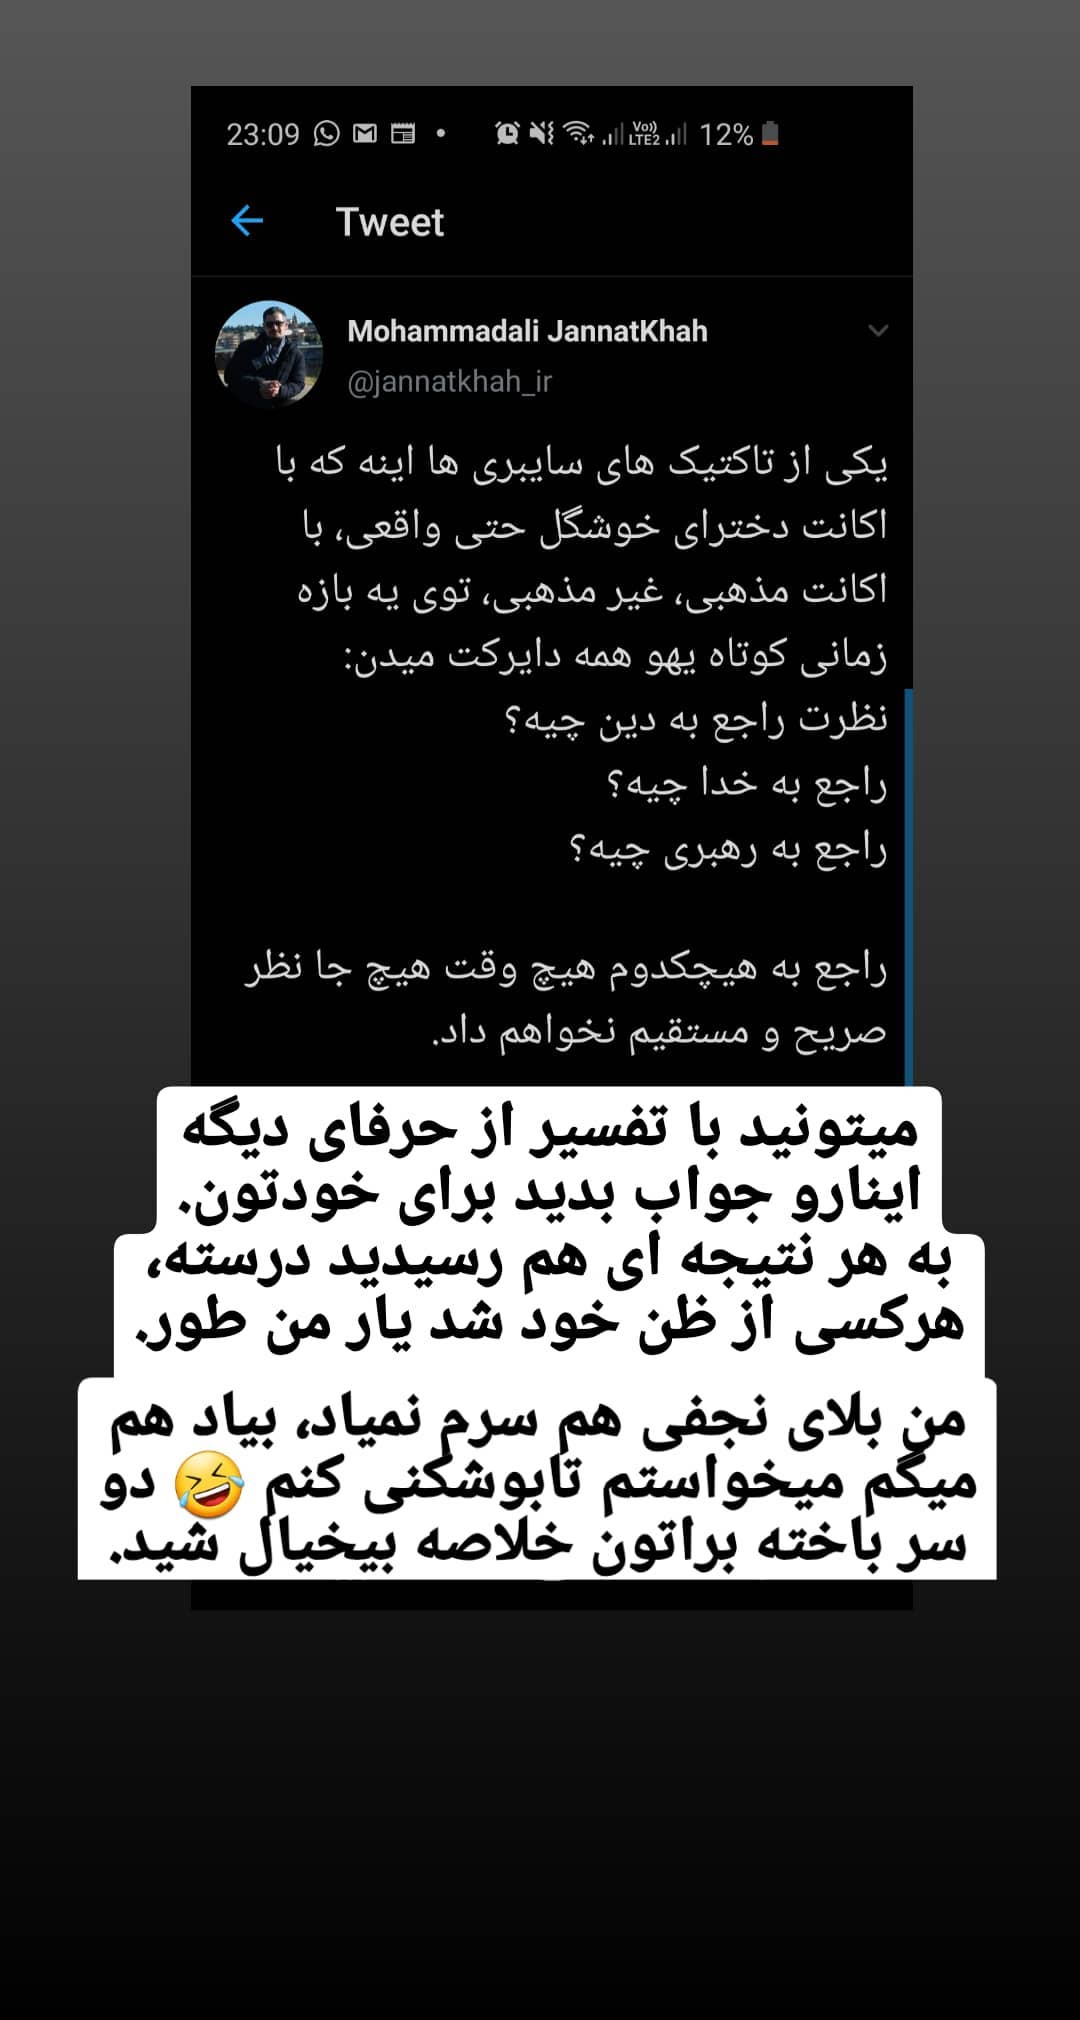 23:09 12%
Vo))
LTE2
Tweet
Mohammadali JannatKhah
@jannatkhah_ir
یکی از تاکتیک های سایبری ها اینه که با
اکانت دخترای خوشگل حتی واقعی، با
اکانت مذهبی، غیر مذهبی، توی یه بازه
زمانی کوتاه یهو همه دایرکت میدن:
نظرت راجع به دین چیه؟
راجع به خدا چیه؟
راجع به رهبری چیه؟
راجع به هیچکدوم هیچ وقت هیچ جا نظر
صریح و مستقیم نخواهم داد.
میتونید با تفسیر از حرفای دیگه
اینارو جواب بدید برای خودتون.
به هر نتیجه ای هم رسیدید درسته،
هرکسی از ظن خود شد یار من طور.
من بلای نجفی هم سرم نمیاد، بیاد هم
میگم میخواستم تابوشکنی کنم 🤣 دو
سر باخته براتون خلاصه بیخیال شید.